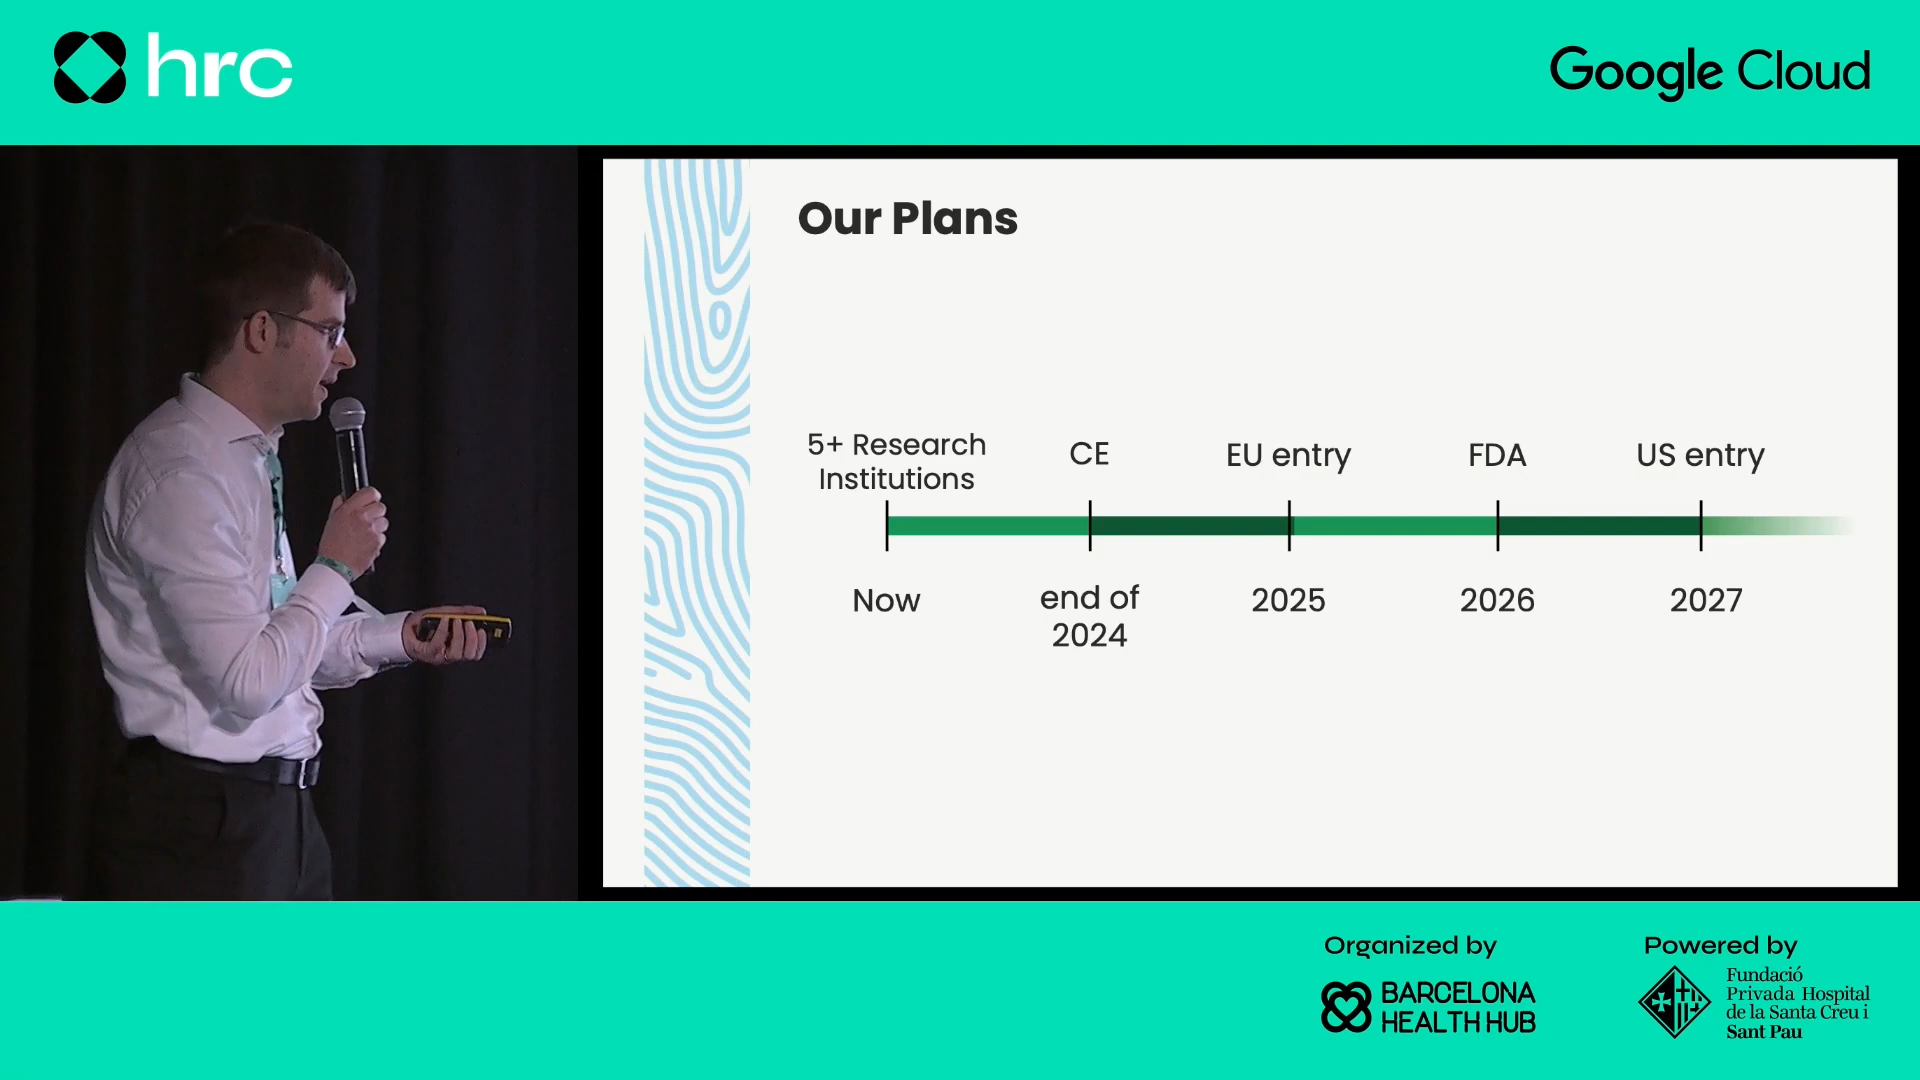 hrc
Google Cloud
Our Plans
5+ Research
Institutions
CE
EU entry
FDA
US entry
Now
end of
2024
2025
2026
2027
Organized by
BARCELONA
HEALTH HUB
Powered by
Fundació
Privada Hospital
de la Santa Creu i
Sant Pau